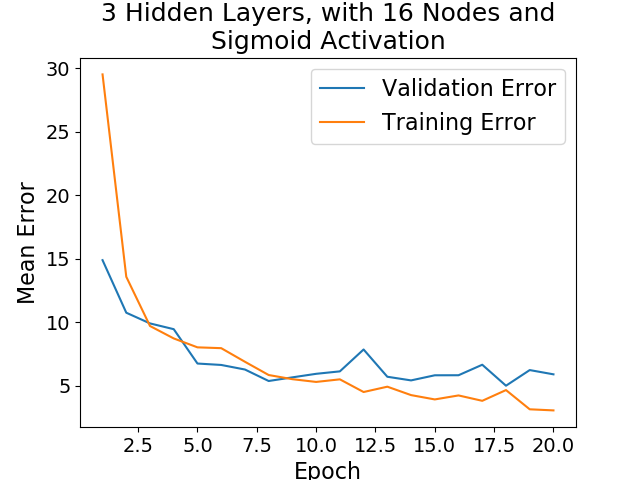 3 Hidden Layers, with 16 Nodes and
Sigmoid Activation
Validation Error
Training Error
Mean Error
30
25
20
15
10
5
2.5 5.0 7.5 10.0 12.5 15.0 17.5 20.0
Epoch